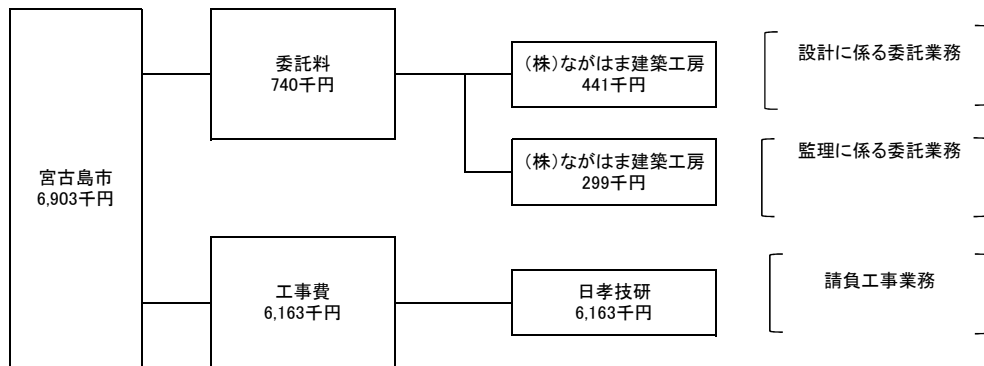 委託料
740千円
(株)ながはま建築工房
441千円
設計に係る委託業務
(株)ながはま建築工房
299千円
監理に係る委託業務
宮古島市
6,903千円
工事費
6,163千円
日孝技研
6,163千円
請負工事業務